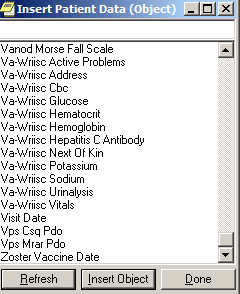 Insert Patient Data (Object)
Vanod Morse Fall Scale
Va-Wriisc Active Problems
Va-Wriisc Address
Va-Wriisc Cbc
Va-Wriisc Glucose
Va-Wriisc Hematocrit
Va-Wriisc Hemoglobin
Va-Wriisc Hepatitis C Antibody
Va-Wriisc Next Of Kin
Va-Wriisc Potassium
Va-Wriisc Sodium
Va-Wriisc Urinalysis
Va-Wriisc Vitals
Visit Date
Vps Csq Pdo
Vps Mrar Pdo
Zoster Vaccine Date
Refresh Insert Object Done